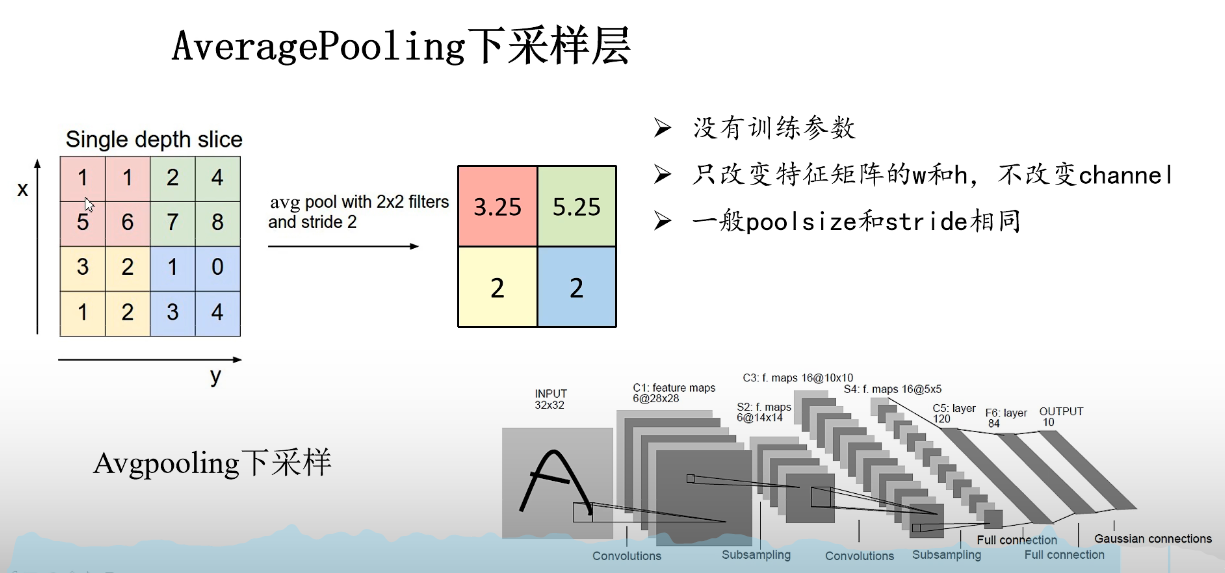 AveragePooling下采样层
Single depth slice
x
1 1 2 4
5 6 7 8
3 2 1 0
1 2 3 4
y
avg pool with 2x2 filters
and stride 2
3.25 5.25
2 2
➢ 没有训练参数
➢ 只改变特征矩阵的w和h，不改变channel
➢ 一般poolsize和stride相同
Avgpooling下采样
INPUT
32x32
C1: feature maps
6@28x28
S2: f. maps
6@14x14
C3: f. maps 16@10x10
S4: f. maps 16@5x5
C5: layer
120
F6: layer
84
OUTPUT
10
A
Convolutions
Subsampling
Convolutions
Subsampling
Full connection
Full connection
Gaussian connections